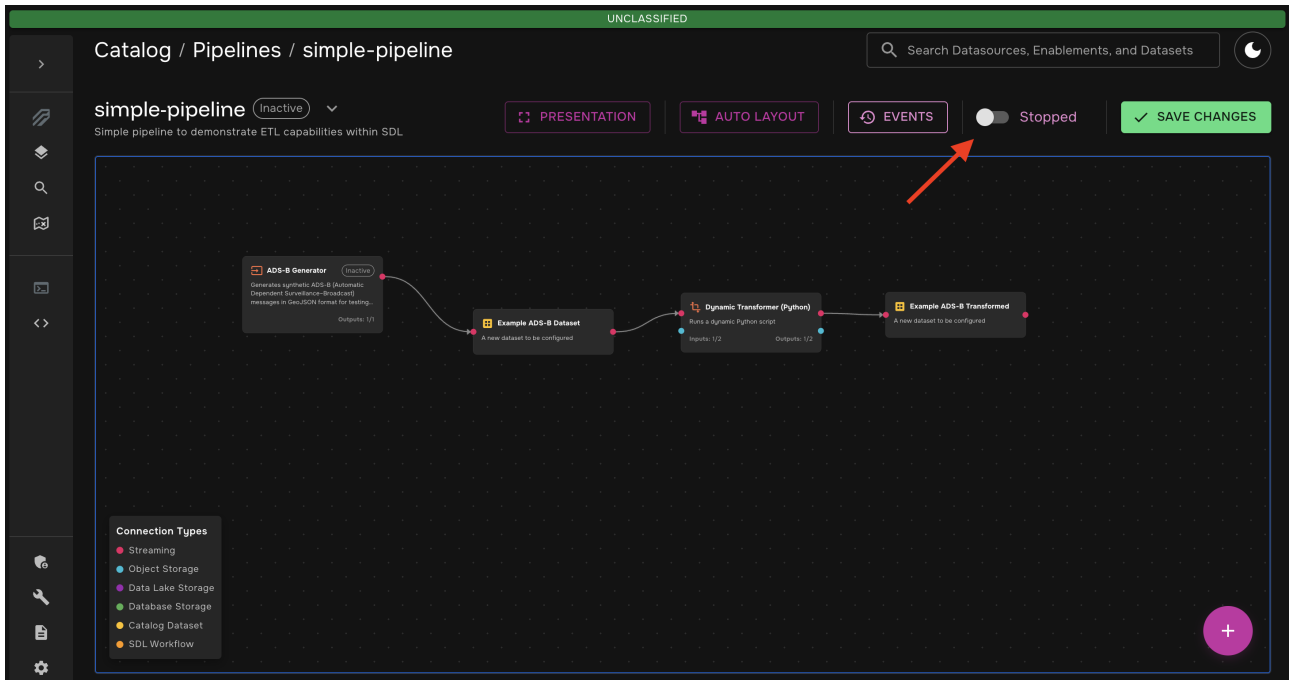 UNCLASSIFIED
Catalog / Pipelines / simple-pipeline
Search Datasources, Enablements, and Datasets
simple-pipeline Inactive
Simple pipeline to demonstrate ETL capabilities within SDL
PRESENTATION
AUTO LAYOUT
EVENTS
Stopped
SAVE CHANGES
ADS-B Generator Inactive
Generates synthetic ADS-B (Automatic
Dependent Surveillance-Broadcast)
messages in GeoJSON format for testing...
Outputs: 1/1
Example ADS-B Dataset
A new dataset to be configured
Dynamic Transformer (Python)
Runs a dynamic Python script
Inputs: 1/2 Outputs: 1/2
Example ADS-B Transformed
A new dataset to be configured
Connection Types
Streaming
Object Storage
Data Lake Storage
Database Storage
Catalog Dataset
SDL Workflow